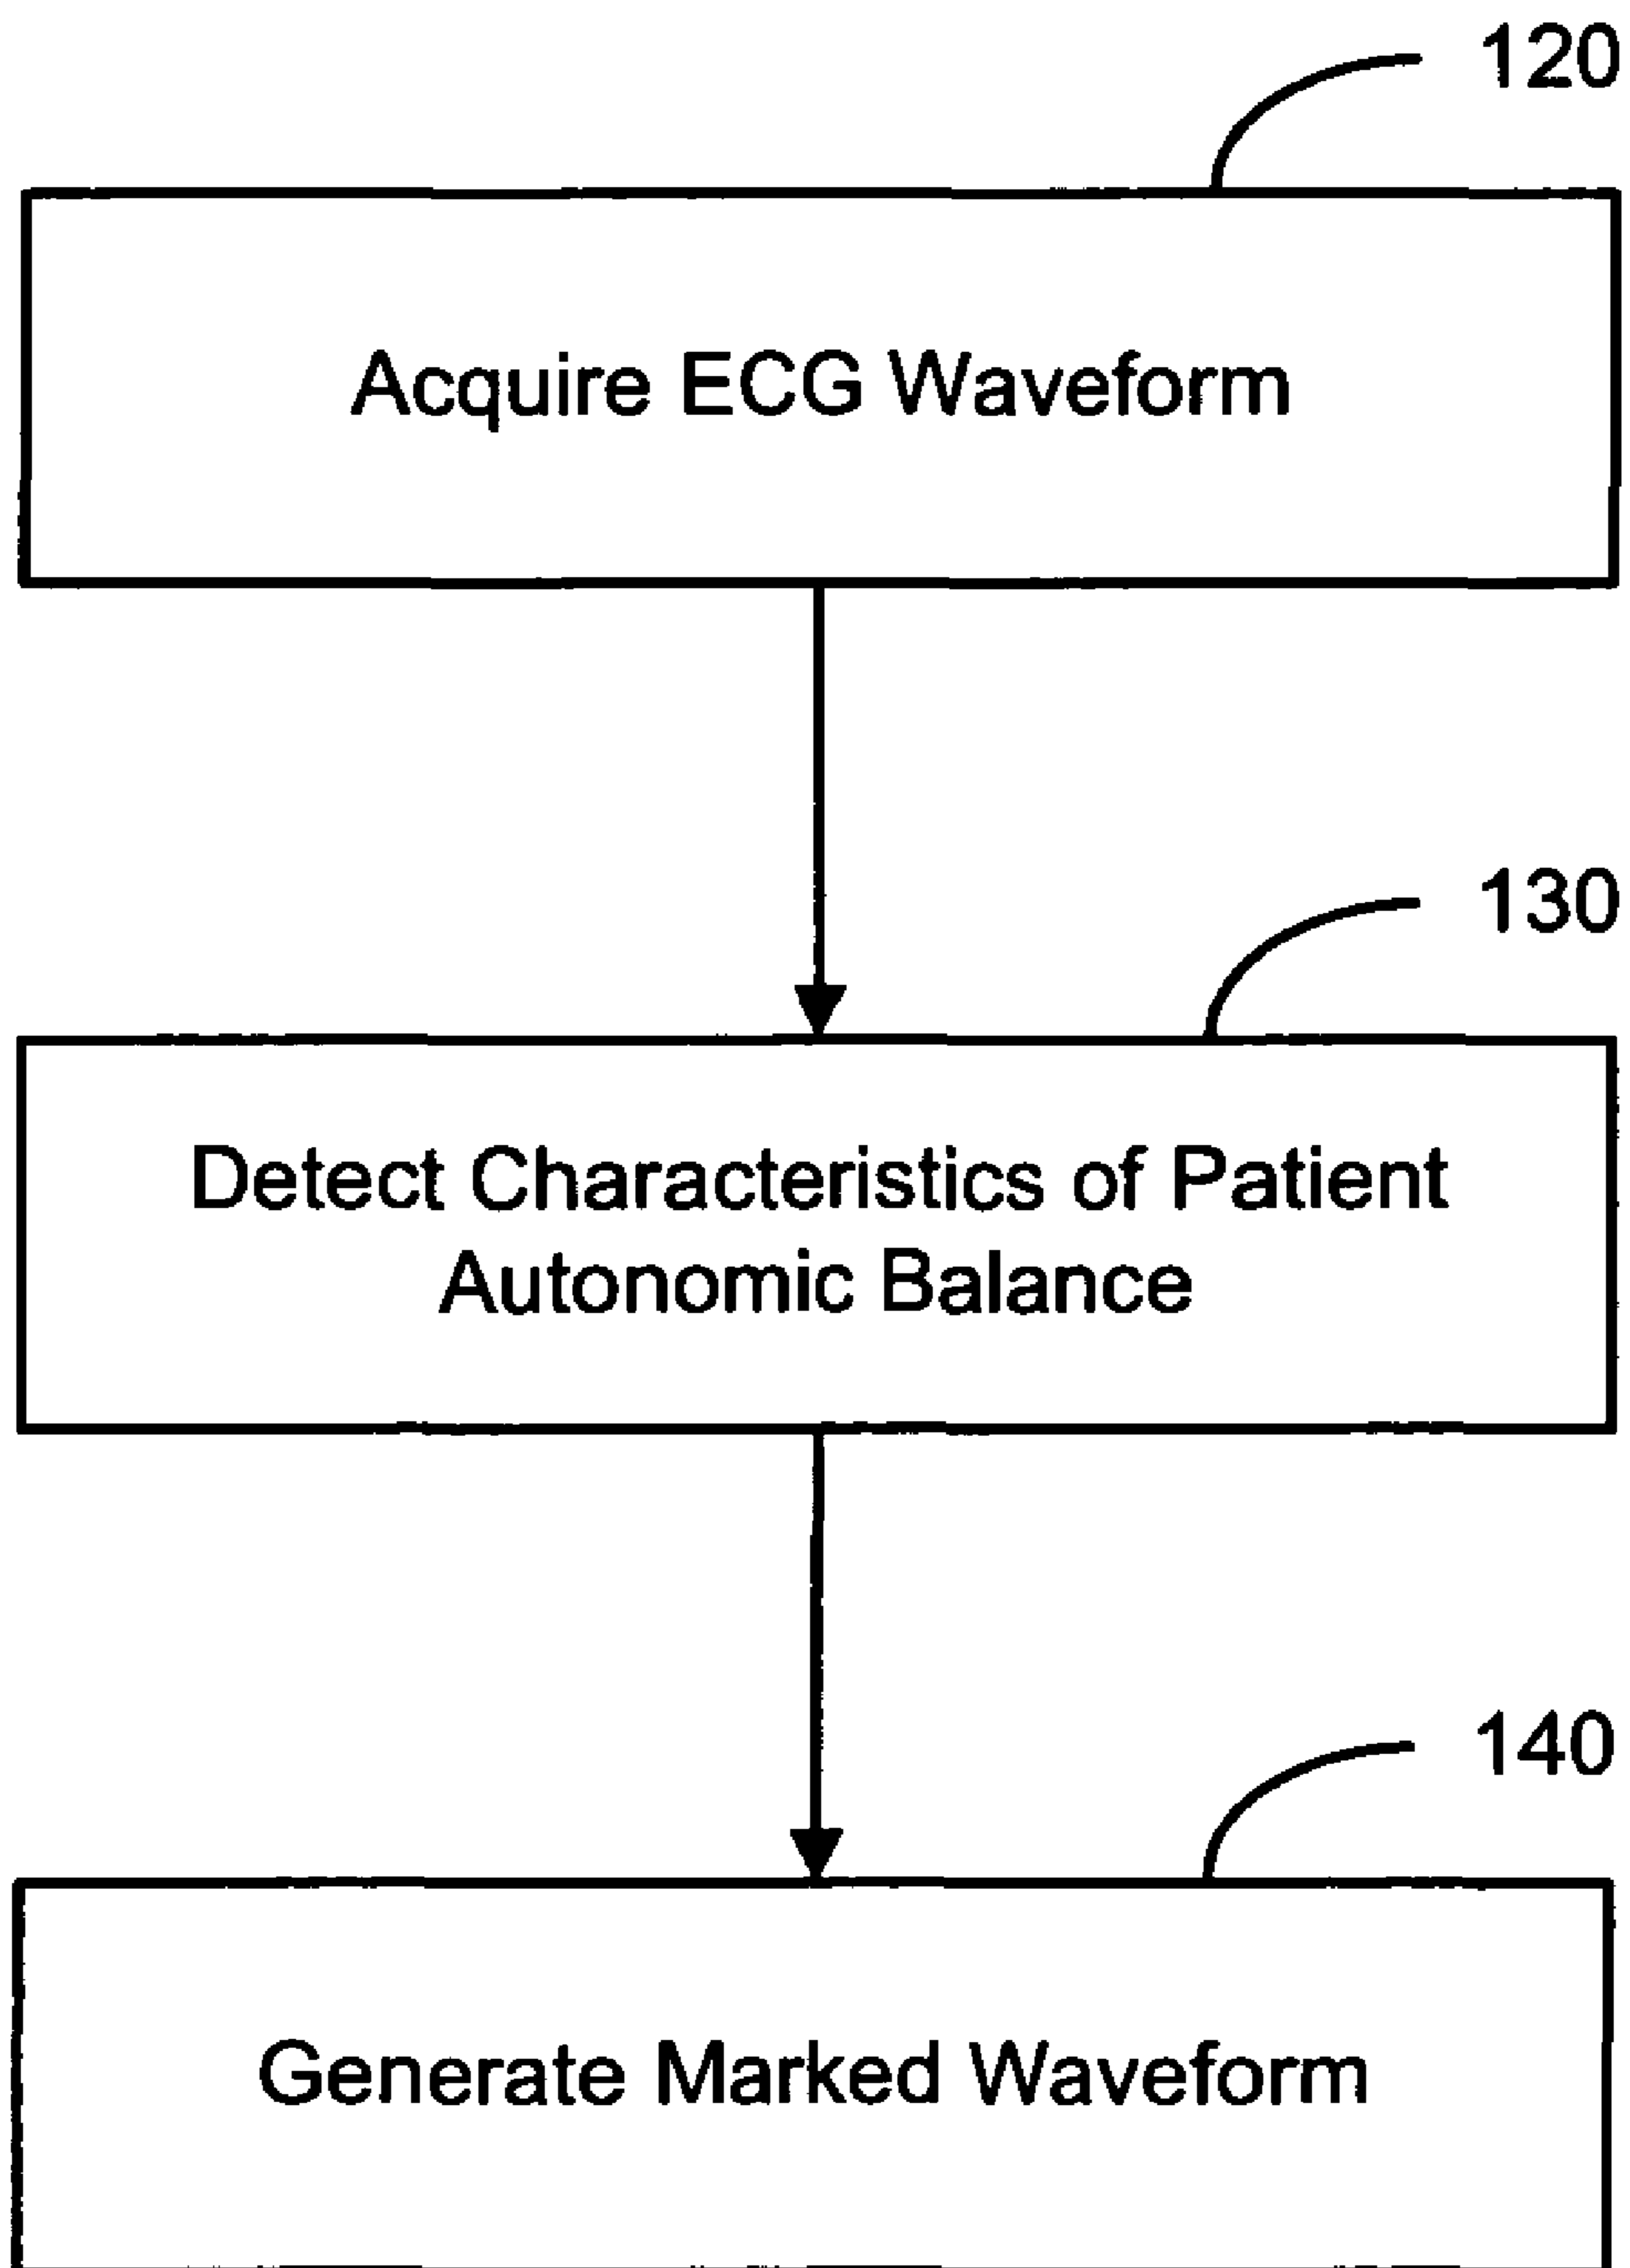 120
Acquire ECG Waveform
130
Detect Characteristics of Patient
Autonomic Balance
140
Generate Marked Waveform